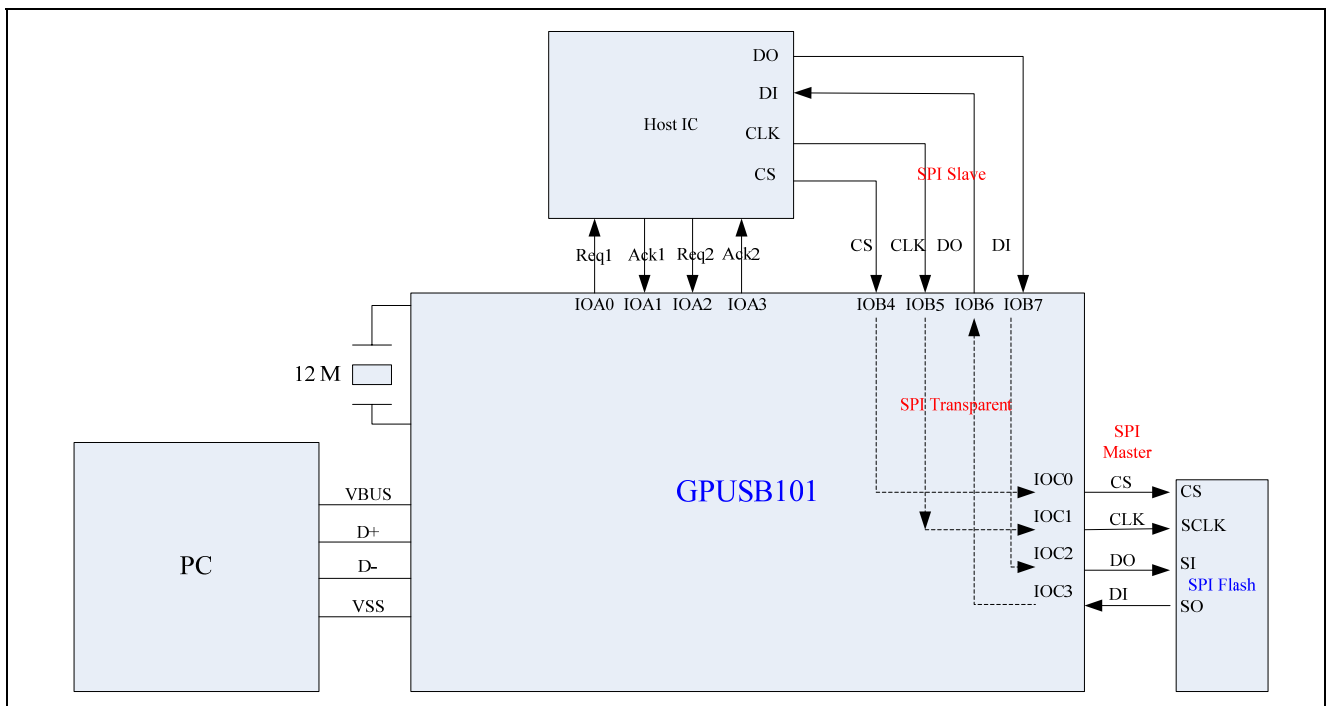 DO
DI
Host IC
CLK
CS
SPI Slave
Req1
Ack1
Req2
Ack2
CS
CLK
DO
DI
IOA0
IOA1
IOA2
IOA3
IOB4
IOB5
IOB6
IOB7
12 M
SPI Transparent
SPI
Master
PC
VBUS
D+
D-
VSS
GPUSB101
IOC0
IOC1
IOC2
IOC3
CS
CLK
DO
DI
CS
SCLK
SI
SPI Flash
SO